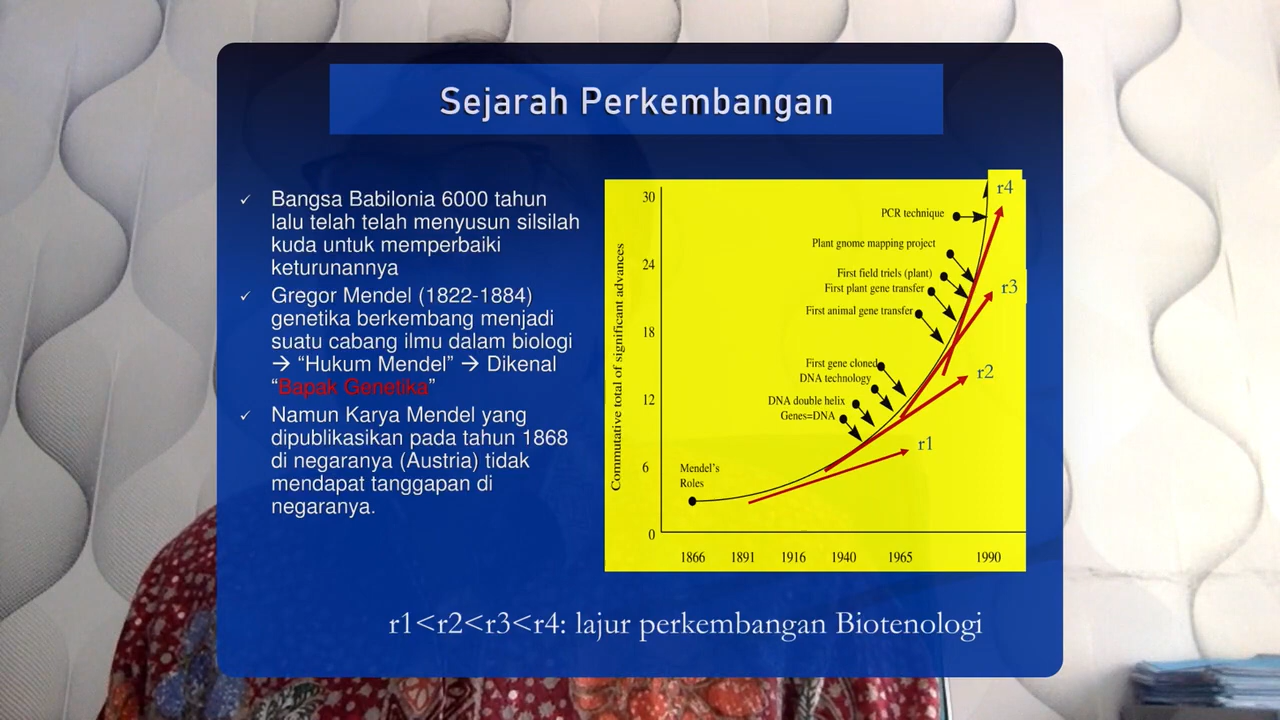 Sejarah Perkembangan
✓ Bangsa Babilonia 6000 tahun
lalu telah telah menyusun silsilah
kuda untuk memperbaiki
keturunannya
✓ Gregor Mendel (1822-1884)
genetika berkembang menjadi
suatu cabang ilmu dalam biologi
→ “Hukum Mendel” → Dikenal
“Bapak Genetika”
✓ Namun Karya Mendel yang
dipublikasikan pada tahun 1868
di negaranya (Austria) tidak
mendapat tanggapan di
negaranya.
Commutative total of significant advances
30
24
18
12
6
0
r4
PCR technique
Plant gnome mapping project
First field triels (plant)
r3
First plant gene transfer
First animal gene transfer
First gene cloned
r2
DNA technology
DNA double helix
Genes=DNA
r1
Mendel’s
Roles
1866 1891 1916 1940 1965 1990
r1<r2<r3<r4: lajur perkembangan Biotenologi